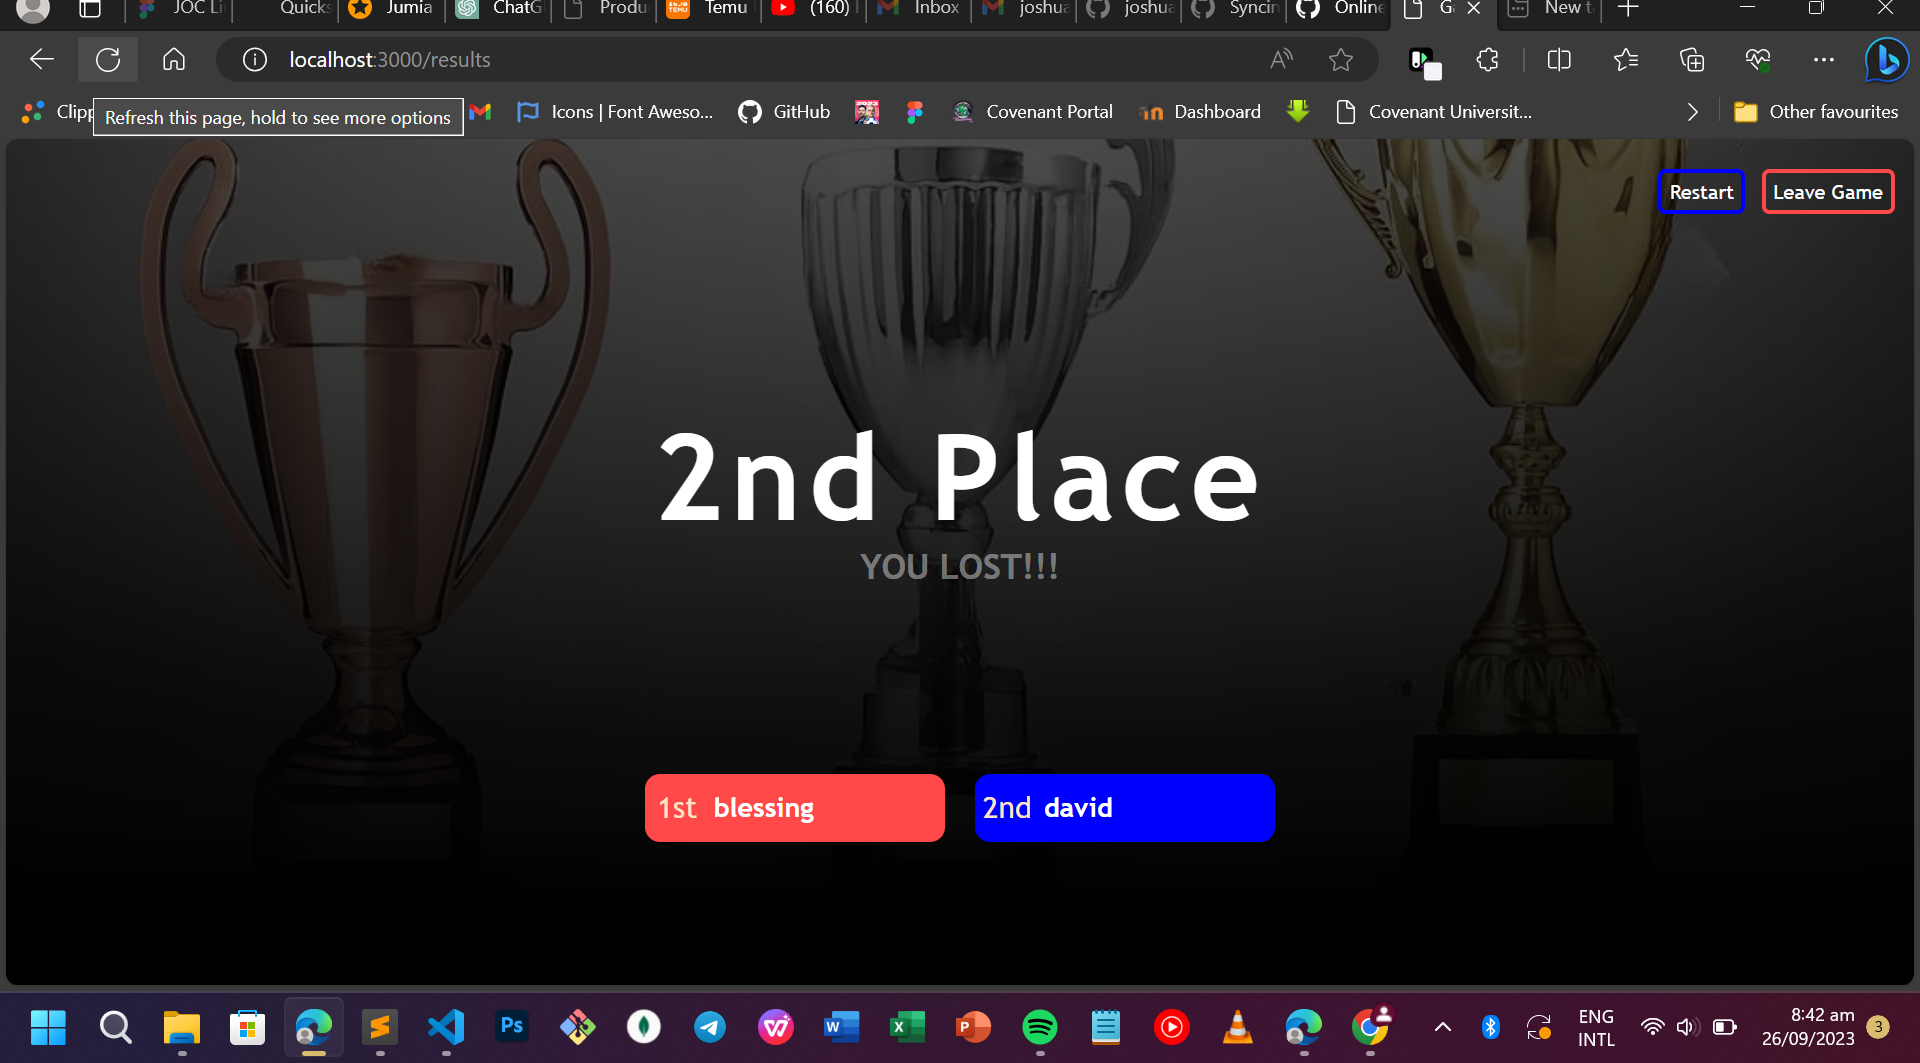 JOC Li
Quicks
Jumia
ChatG
Produ
Temu
(160)
Inbox
joshua
joshua
Syncin
Online
G
New t
localhost:3000/results
Clipp
Refresh this page, hold to see more options
Icons | Font Aweso...
GitHub
Covenant Portal
Dashboard
Covenant Universit...
Other favourites
Restart
Leave Game
2nd Place
YOU LOST!!!
1st blessing
2nd david
ENG
INTL
8:42 am
26/09/2023
3